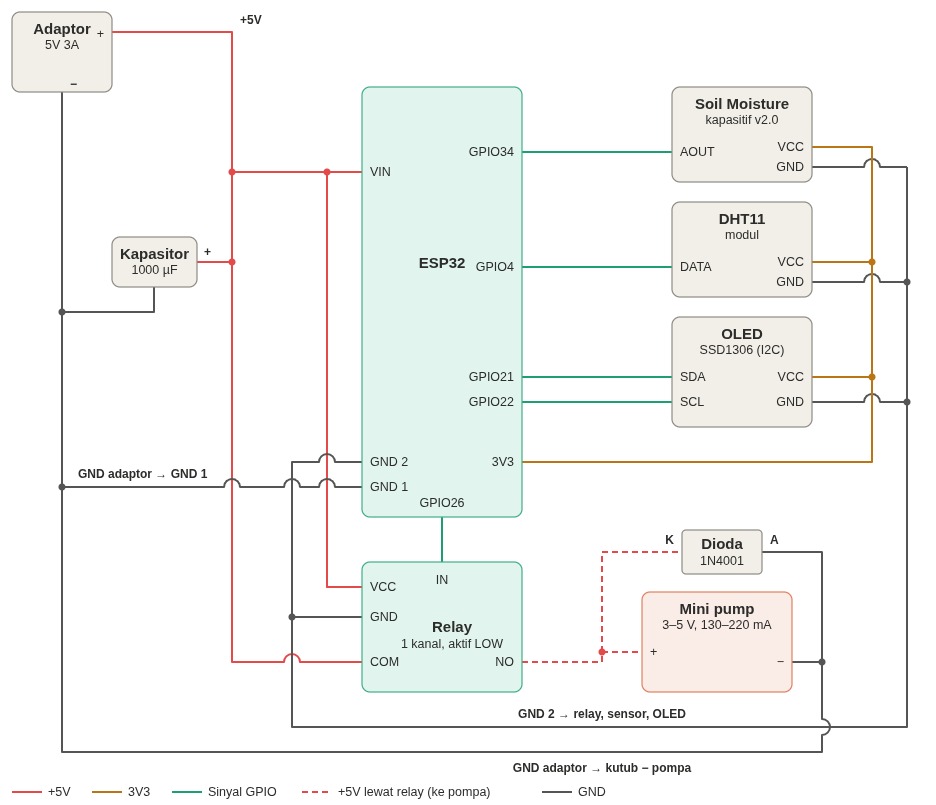 +5V
Adaptor +
5V 3A
−
Soil Moisture
kapasitif v2.0
AOUT
VCC
GND
GPIO34
VIN
DHT11
modul
DATA
VCC
GND
ESP32 GPIO4
Kapasitor +
1000 µF
OLED
SSD1306 (I2C)
SDA VCC
SCL GND
GPIO21
GPIO22
GND 2 3V3
GND adaptor → GND 1
GND 1
GPIO26
K Dioda A
1N4001
IN
VCC
GND
Relay
1 kanal, aktif LOW
COM NO
Mini pump
3–5 V, 130–220 mA
+
−
GND 2 → relay, sensor, OLED
GND adaptor → kutub − pompa
+5V 3V3 Sinyal GPIO +5V lewat relay (ke pompa) GND